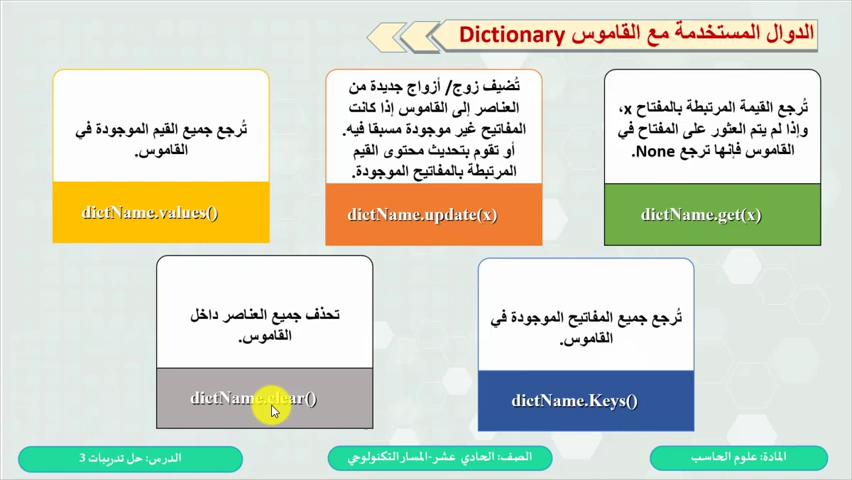 الدوال المستخدمة مع القاموس Dictionary
تُرجع القيمة المرتبطة بالمفتاح x،
وإذا لم يتم العثور على المفتاح في
القاموس فإنها ترجع None.
dictName.get(x)
تُضيف زوج/ أزواج جديدة من
العناصر إلى القاموس إذا كانت
المفاتيح غير موجودة مسبقا فيه.
أو تقوم بتحديث محتوى القيم
المرتبطة بالمفاتيح الموجودة.
dictName.update(x)
تُرجع جميع القيم الموجودة في
القاموس.
dictName.values()
تُرجع جميع المفاتيح الموجودة في
القاموس.
dictName.Keys()
تحذف جميع العناصر داخل
القاموس.
dictName.clear()
المادة: علوم الحاسب
الصف: الحادي عشر-المسار التكنولوجي
الدرس: حل تدريبات 3